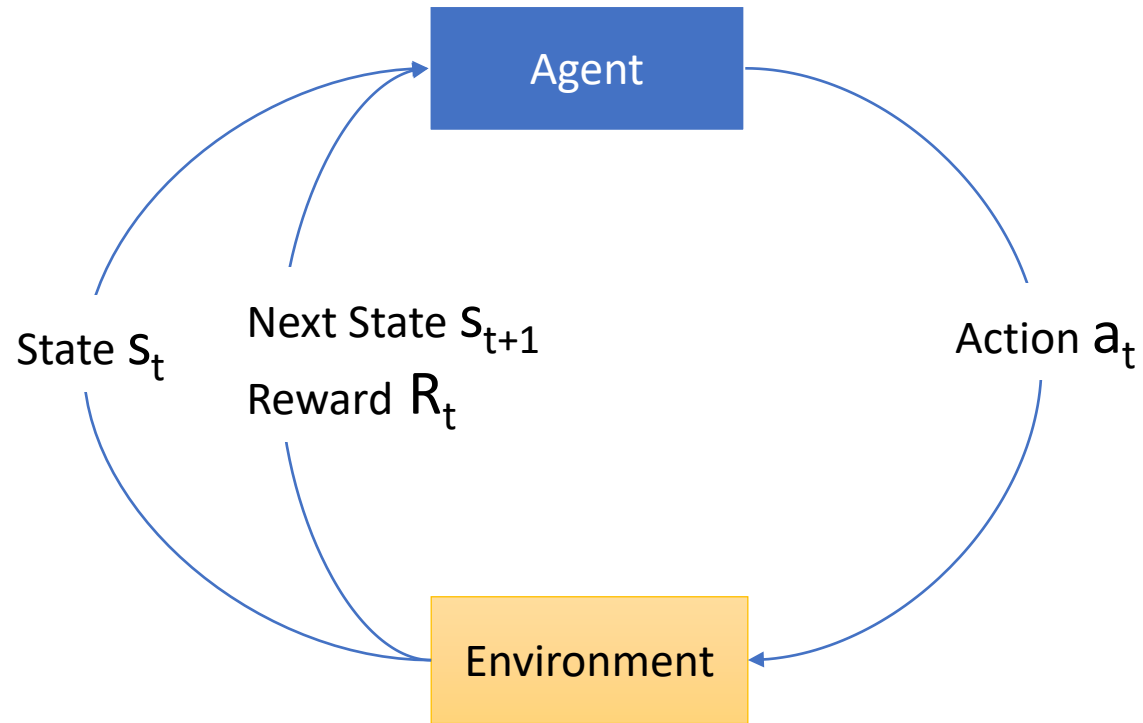 Agent
State sₜ
Next State sₜ₊₁
Reward Rₜ
Action aₜ
Environment